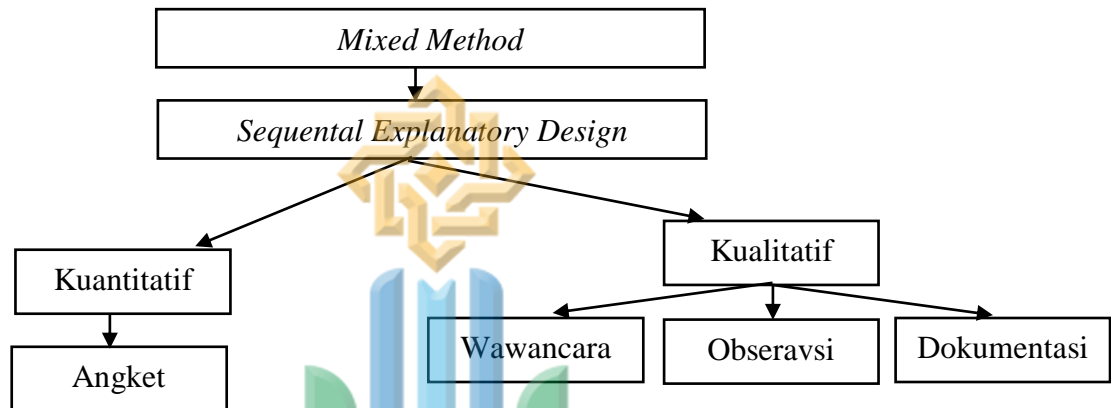 Mixed Method
Sequental Explanatory Design
Kuantitatif
Kualitatif
Angket
Wawancara
Obseravsi
Dokumentasi